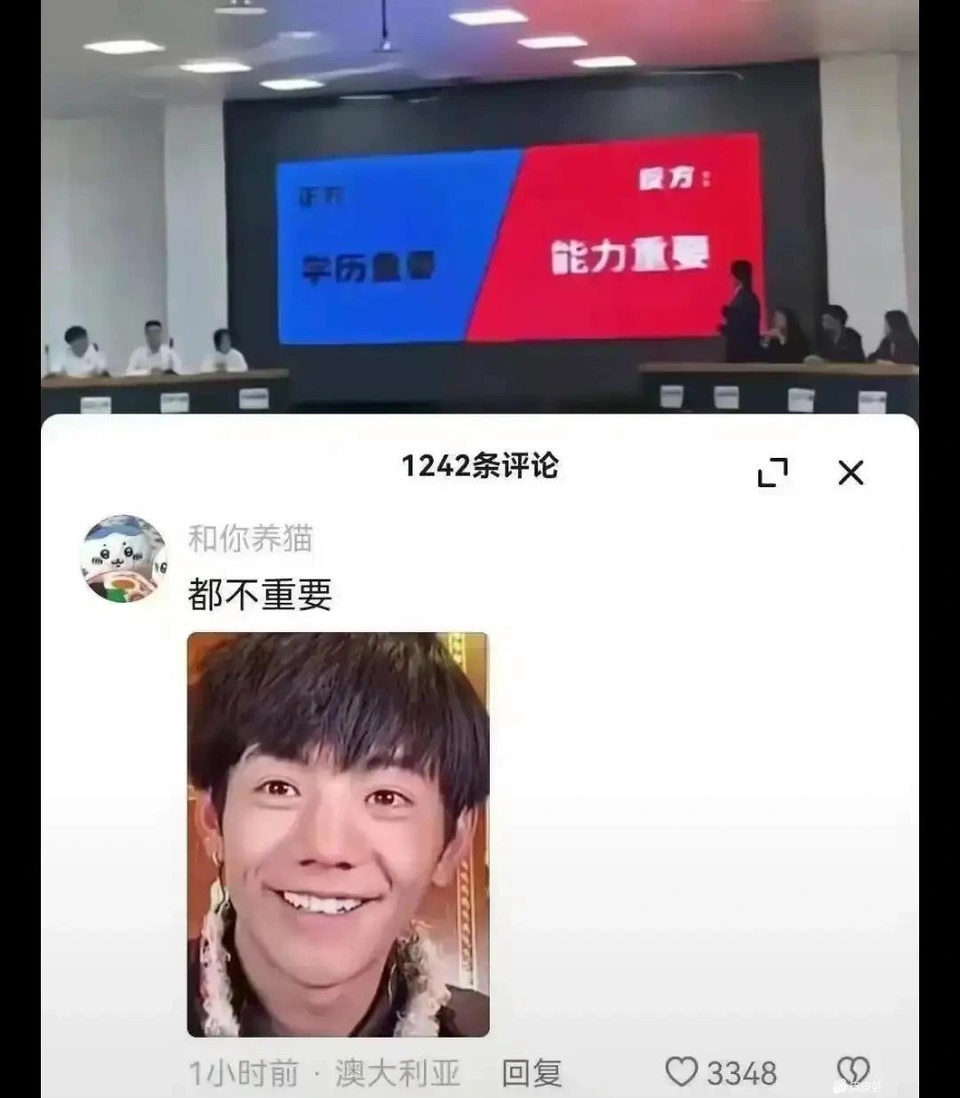 正方
反方：
学历重要
能力重要
1242条评论
和你养猫
都不重要
1小时前 · 澳大利亚 回复 3348